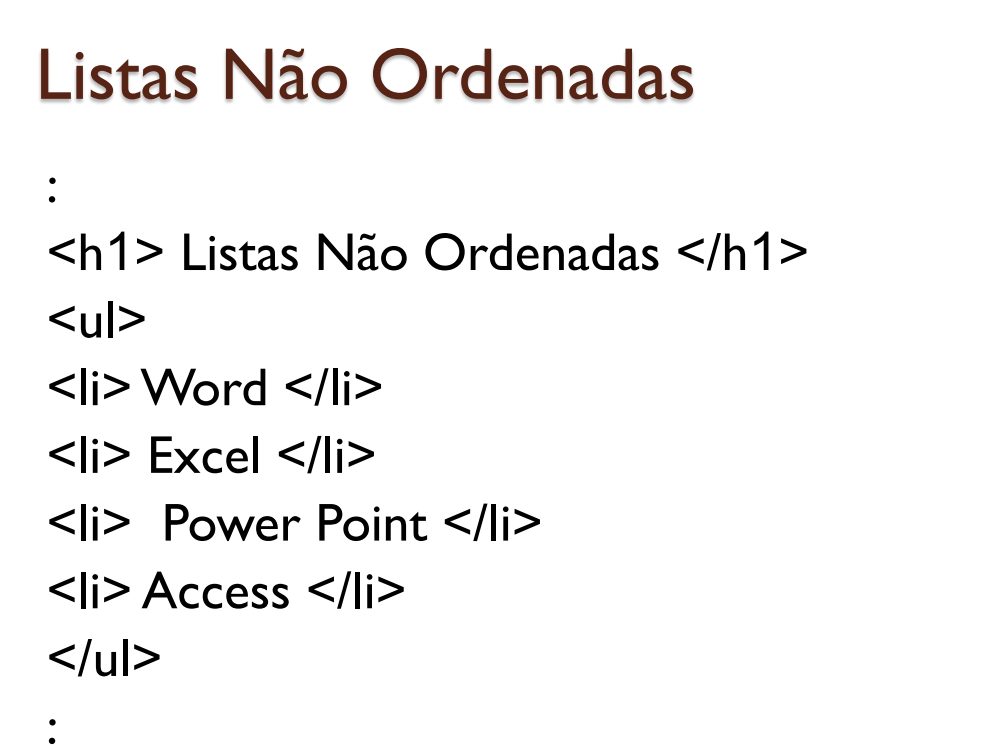 Listas Não Ordenadas
:
<h1> Listas Não Ordenadas </h1>
<ul>
<li> Word </li>
<li> Excel </li>
<li>  Power Point </li>
<li> Access </li>
</ul>
: